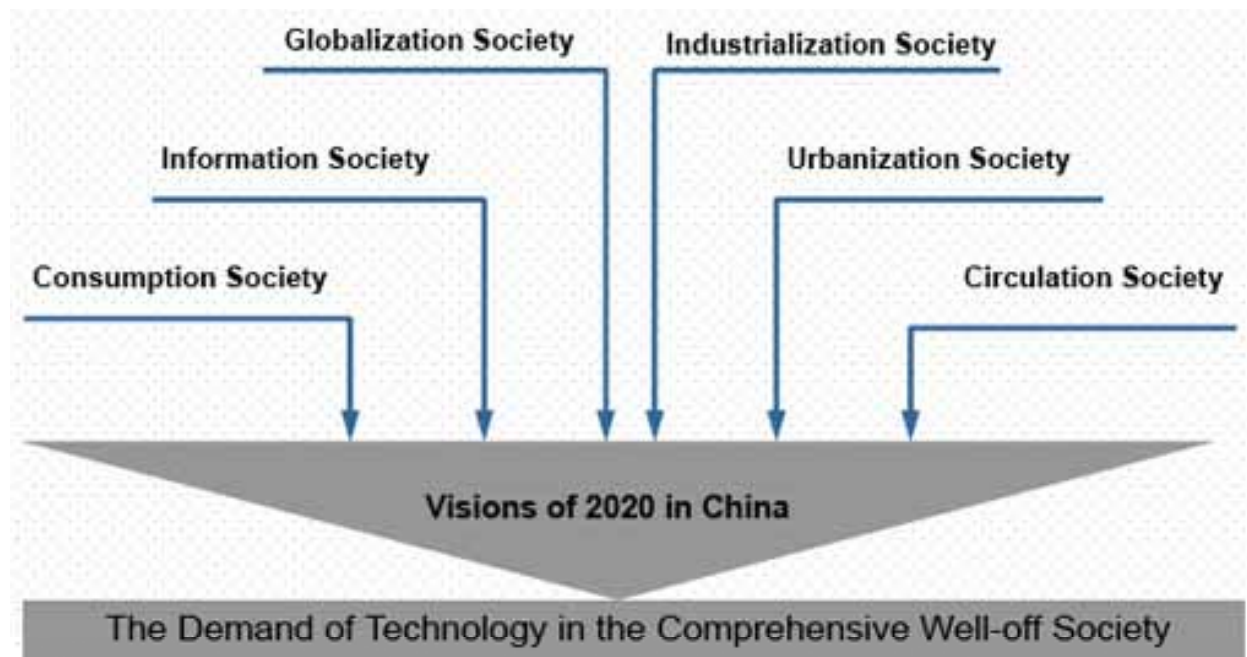 Globalization Society
Industrialization Society
Information Society
Urbanization Society
Consumption Society
Circulation Society
Visions of 2020 in China
The Demand of Technology in the Comprehensive Well-off Society